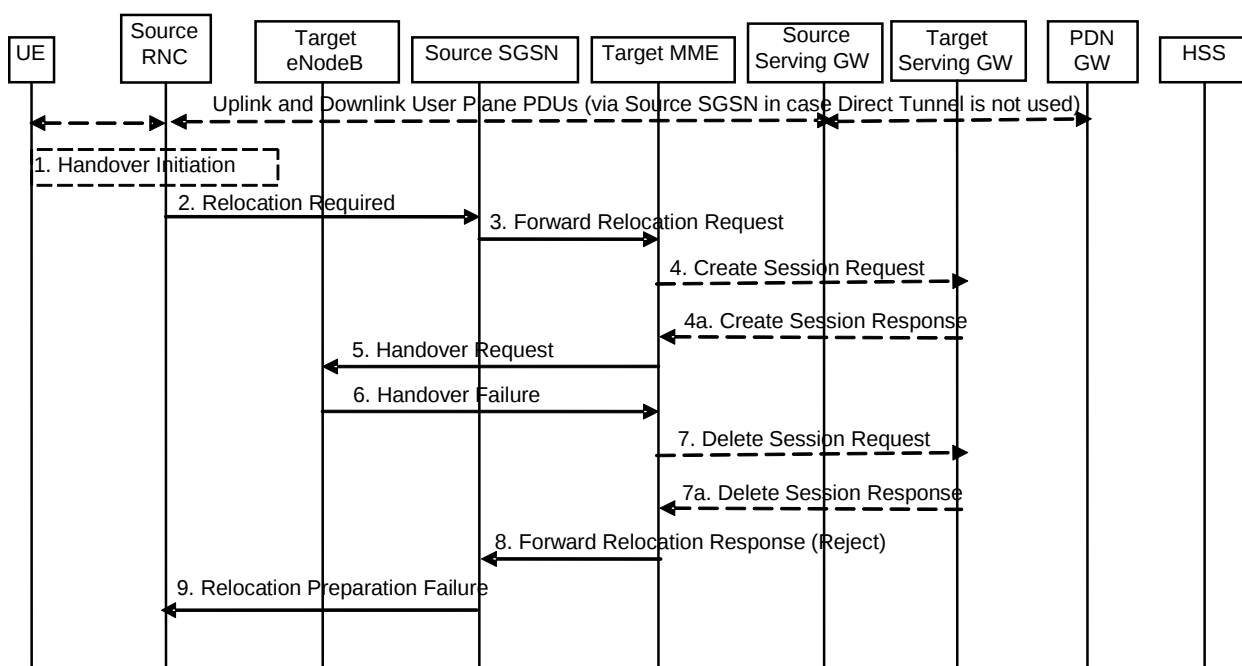 UE
Source
RNC
Target
eNodeB
Source SGSN
Target MME
Source
Serving GW
Target
Serving GW
PDN
GW
HSS
Uplink and Downlink User Plane PDUs (via Source SGSN in case Direct Tunnel is not used)
1. Handover Initiation
2. Relocation Required
3. Forward Relocation Request
4. Create Session Request
4a. Create Session Response
5. Handover Request
6. Handover Failure
7. Delete Session Request
7a. Delete Session Response
8. Forward Relocation Response (Reject)
9. Relocation Preparation Failure